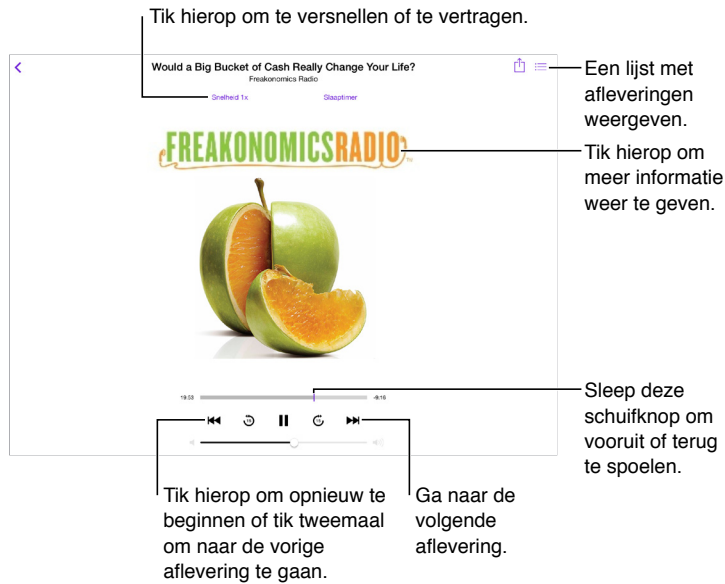 Tik hierop om te versnellen of te vertragen.
Would a Big Bucket of Cash Really Change Your Life?
Freakonomics Radio
Snelheid 1x
Slaaptimer
Een lijst met
afleveringen
weergeven.
FREAKONOMICSRADIO
Tik hierop om
meer informatie
weer te geven.
19:53
-9:16
15
15
Sleep deze
schuifknop om
vooruit of terug
te spoelen.
Tik hierop om opnieuw te
beginnen of tik tweemaal
om naar de vorige
aflevering te gaan.
Ga naar de
volgende
aflevering.